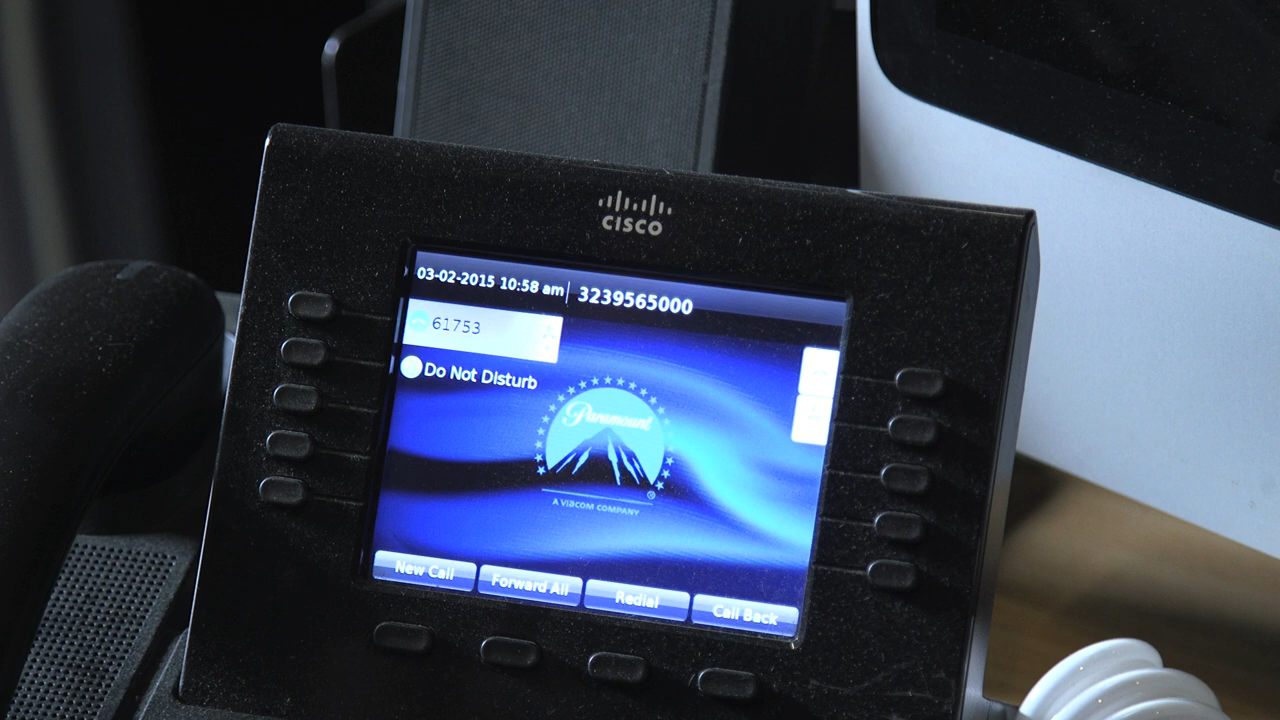 CISCO
03-02-2015 10:58 am
3239565000
61753
Do Not Disturb
Paramount
®
A VIACOM COMPANY
New Call
Forward All
Redial
Call Back